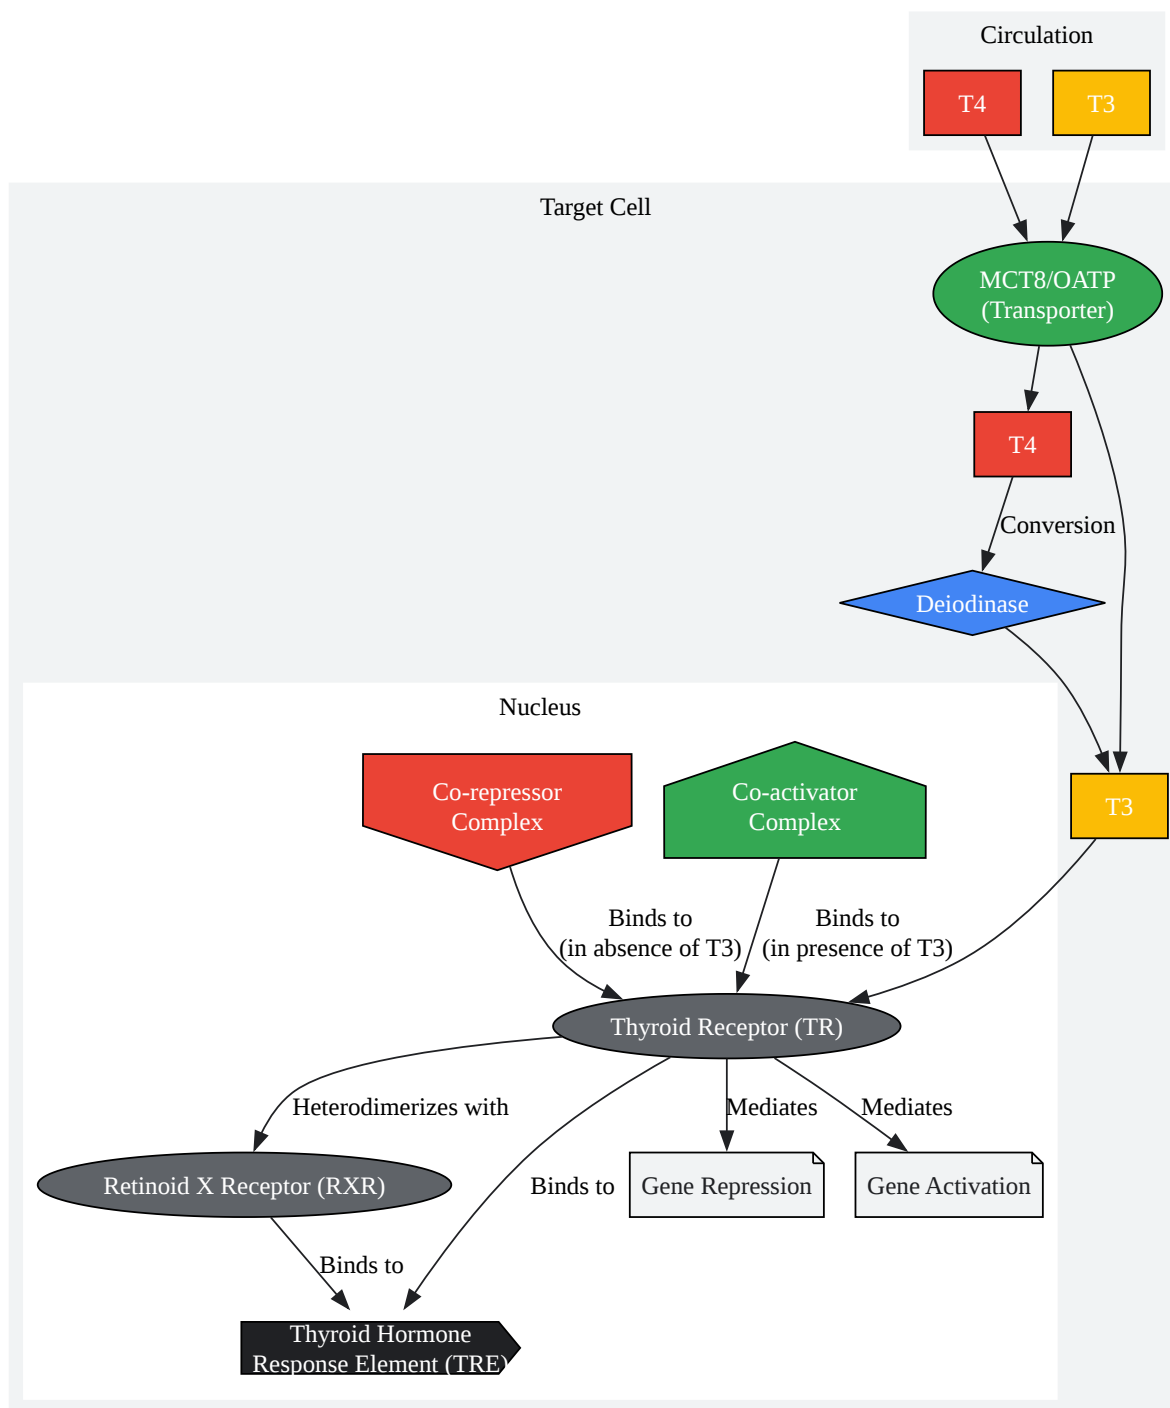 Circulation
T4
T3
Target Cell
MCT8/OATP
(Transporter)
T4
Conversion
Deiodinase
Nucleus
Co-repressor
Complex
Co-activator
Complex
T3
Binds to
(in absence of T3)
Binds to
(in presence of T3)
Thyroid Receptor (TR)
Heterodimerizes with
Mediates
Mediates
Retinoid X Receptor (RXR)
Binds to
Gene Repression
Gene Activation
Binds to
Thyroid Hormone
Response Element (TRE)